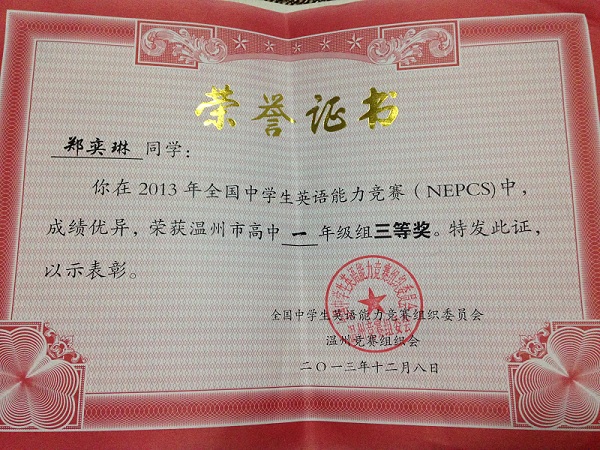 荣誉证书
郑奕琳 同学：
你在2013年全国中学生英语能力竞赛（NEPCS)中，
成绩优异，荣获温州市高中一年级组三等奖。特发此证，
以示表彰。
全国中学生英语能力竞赛组织委员会
温州竞赛组织会
二〇一三年十二月八日